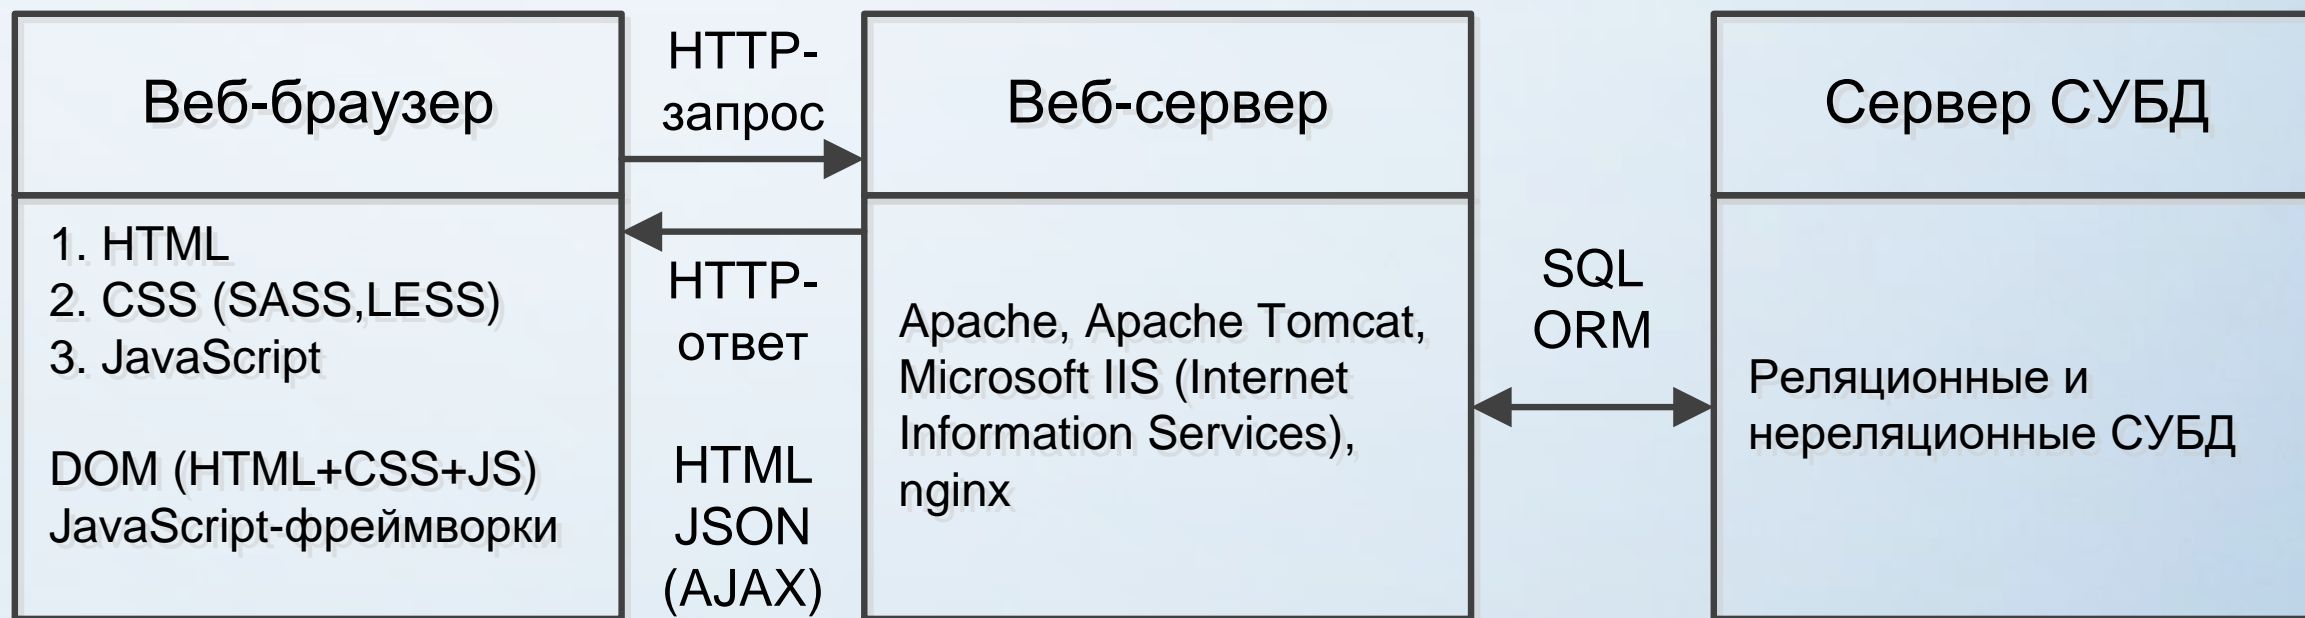 Веб-браузер
1. HTML
2. CSS (SASS,LESS)
3. JavaScript
DOM (HTML+CSS+JS)
JavaScript-фреймворки
HTTP-
запрос
HTTP-
ответ
HTML
JSON
(AJAX)
Веб-сервер
Apache, Apache Tomcat,
Microsoft IIS (Internet
Information Services),
nginx
SQL
ORM
Сервер СУБД
Реляционные и
нереляционные СУБД